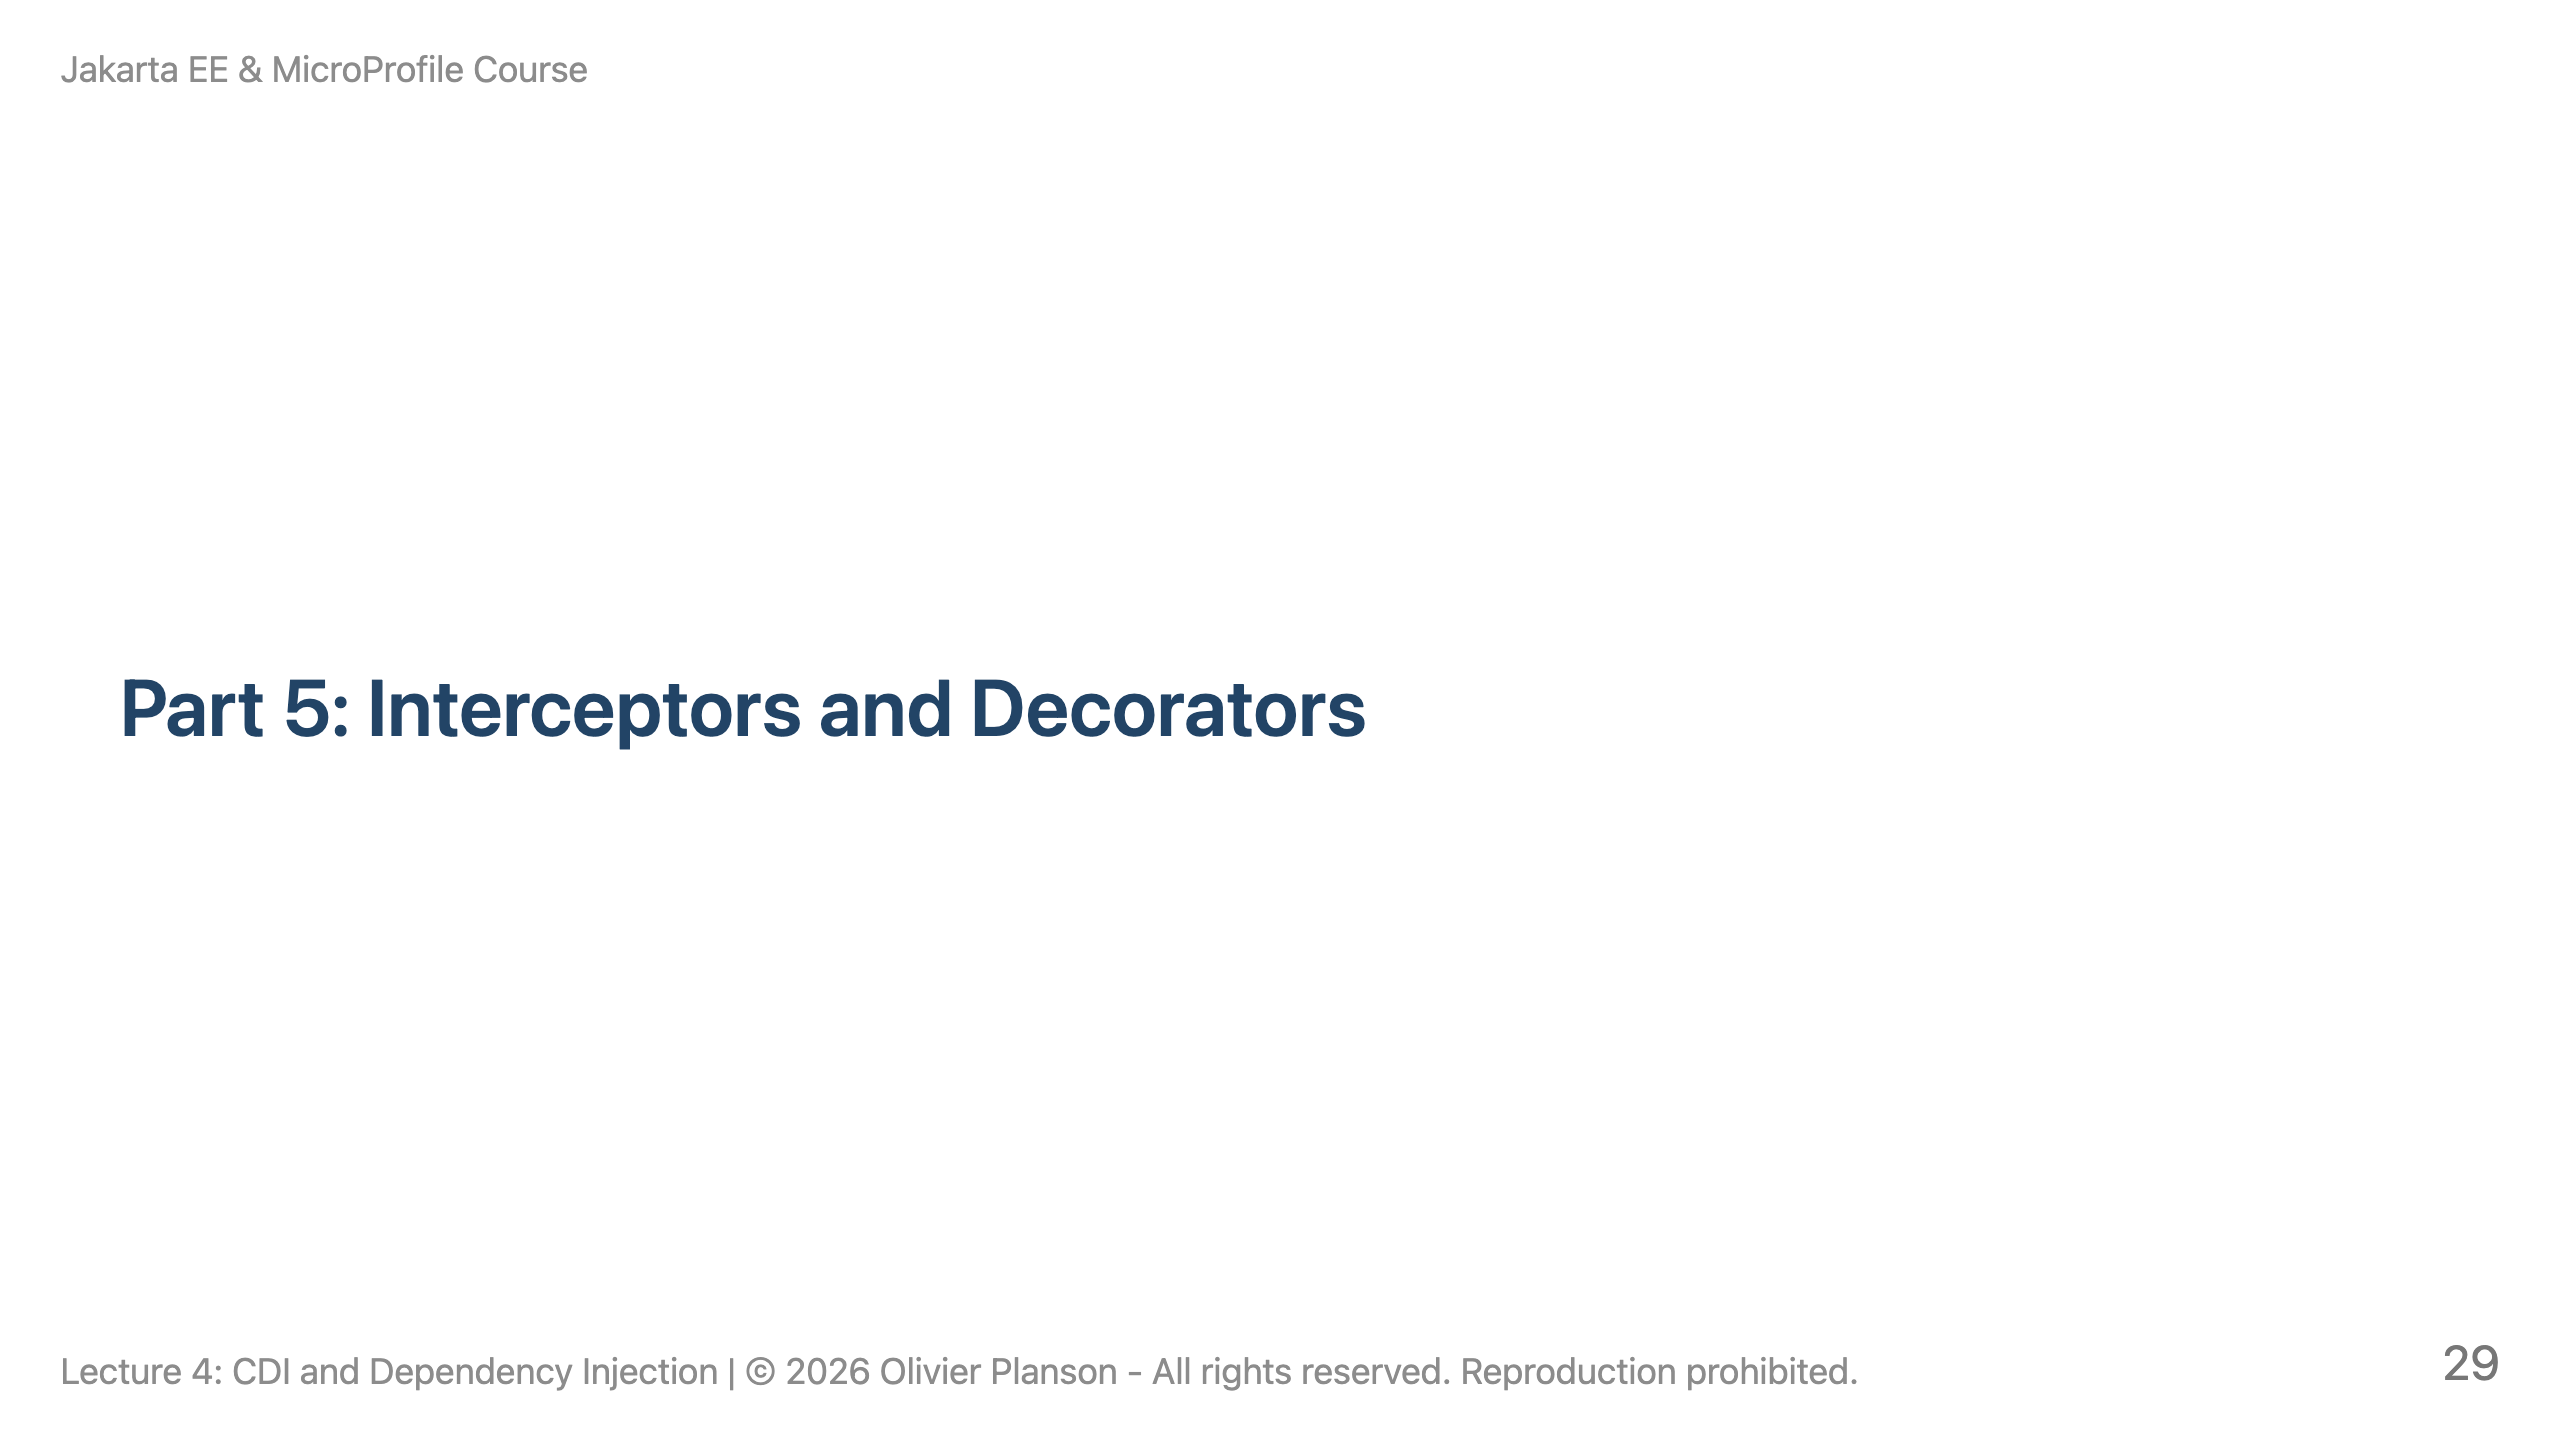 Jakarta EE & MicroProfile Course
Part 5: Interceptors and Decorators
Lecture 4: CDI and Dependency Injection | © 2026 Olivier Planson - All rights reserved. Reproduction prohibited.
29